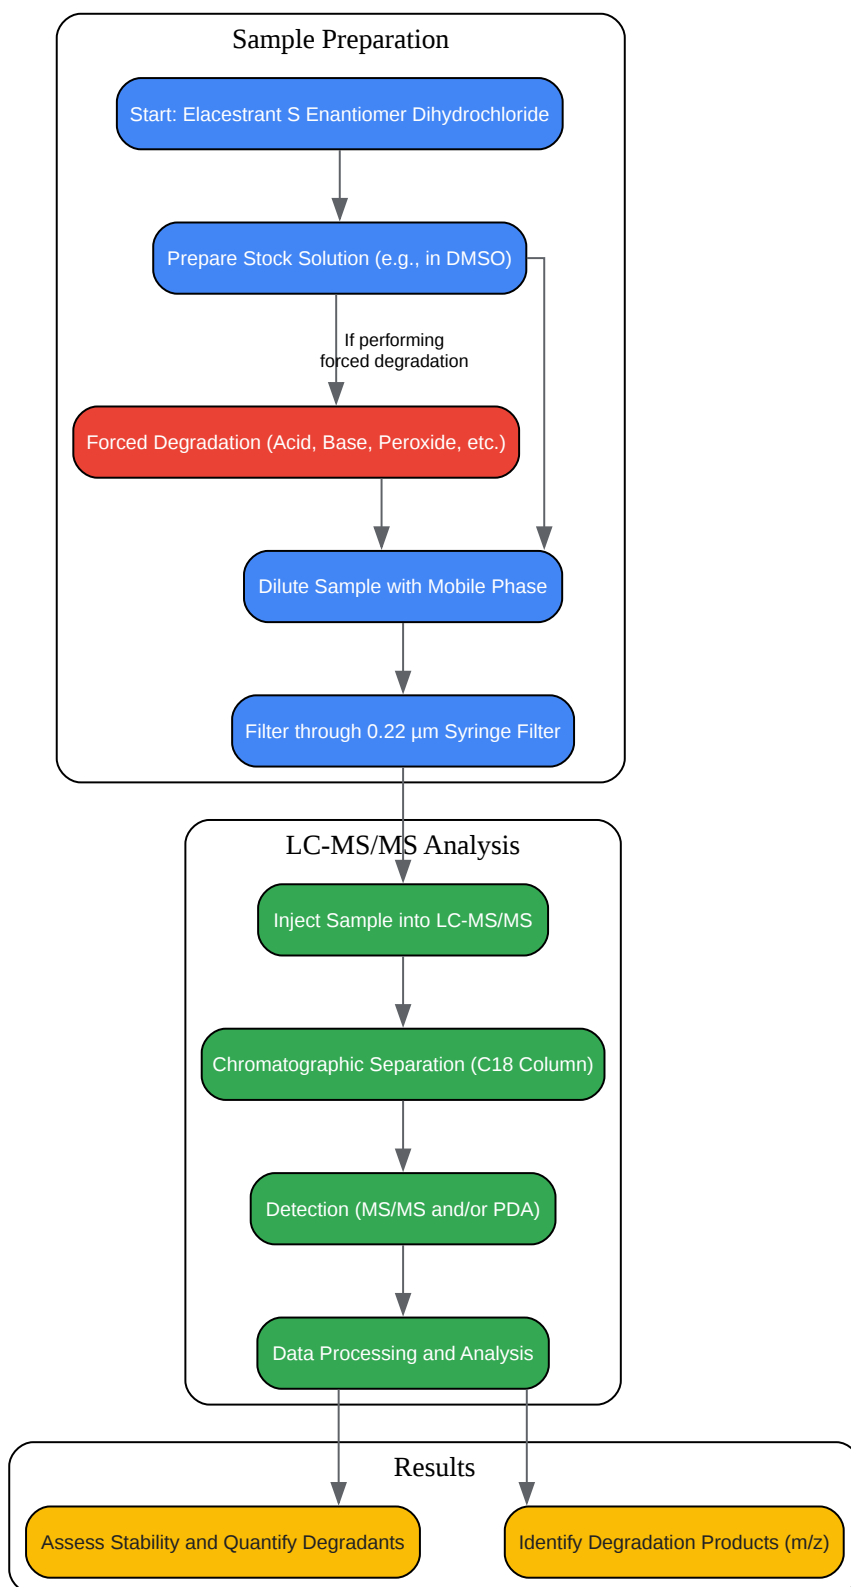 Sample Preparation
Start: Elacestrant S Enantiomer Dihydrochloride
Prepare Stock Solution (e.g., in DMSO)
If performing
forced degradation
Forced Degradation (Acid, Base, Peroxide, etc.)
Dilute Sample with Mobile Phase
Filter through 0.22 µm Syringe Filter
LC-MS/MS Analysis
Inject Sample into LC-MS/MS
Chromatographic Separation (C18 Column)
Detection (MS/MS and/or PDA)
Data Processing and Analysis
Results
Assess Stability and Quantify Degradants
Identify Degradation Products (m/z)